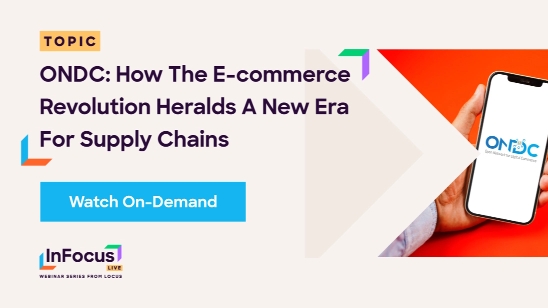 TOPIC
ONDC: How The E-commerce
Revolution Heralds A New Era
For Supply Chains
Watch On-Demand
InFocus
LIVE
WEBINAR SERIES FROM LOCUS
ONDC